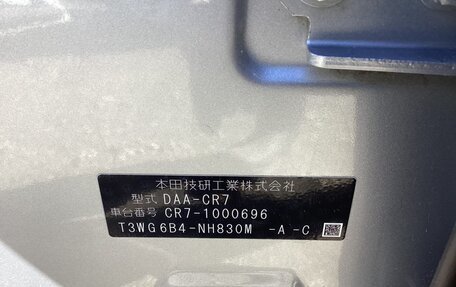 本田技研工業株式会社
型式 DAA-CR7
車台番号 CR7-1000696
T3WG6B4-NH830M -A -C